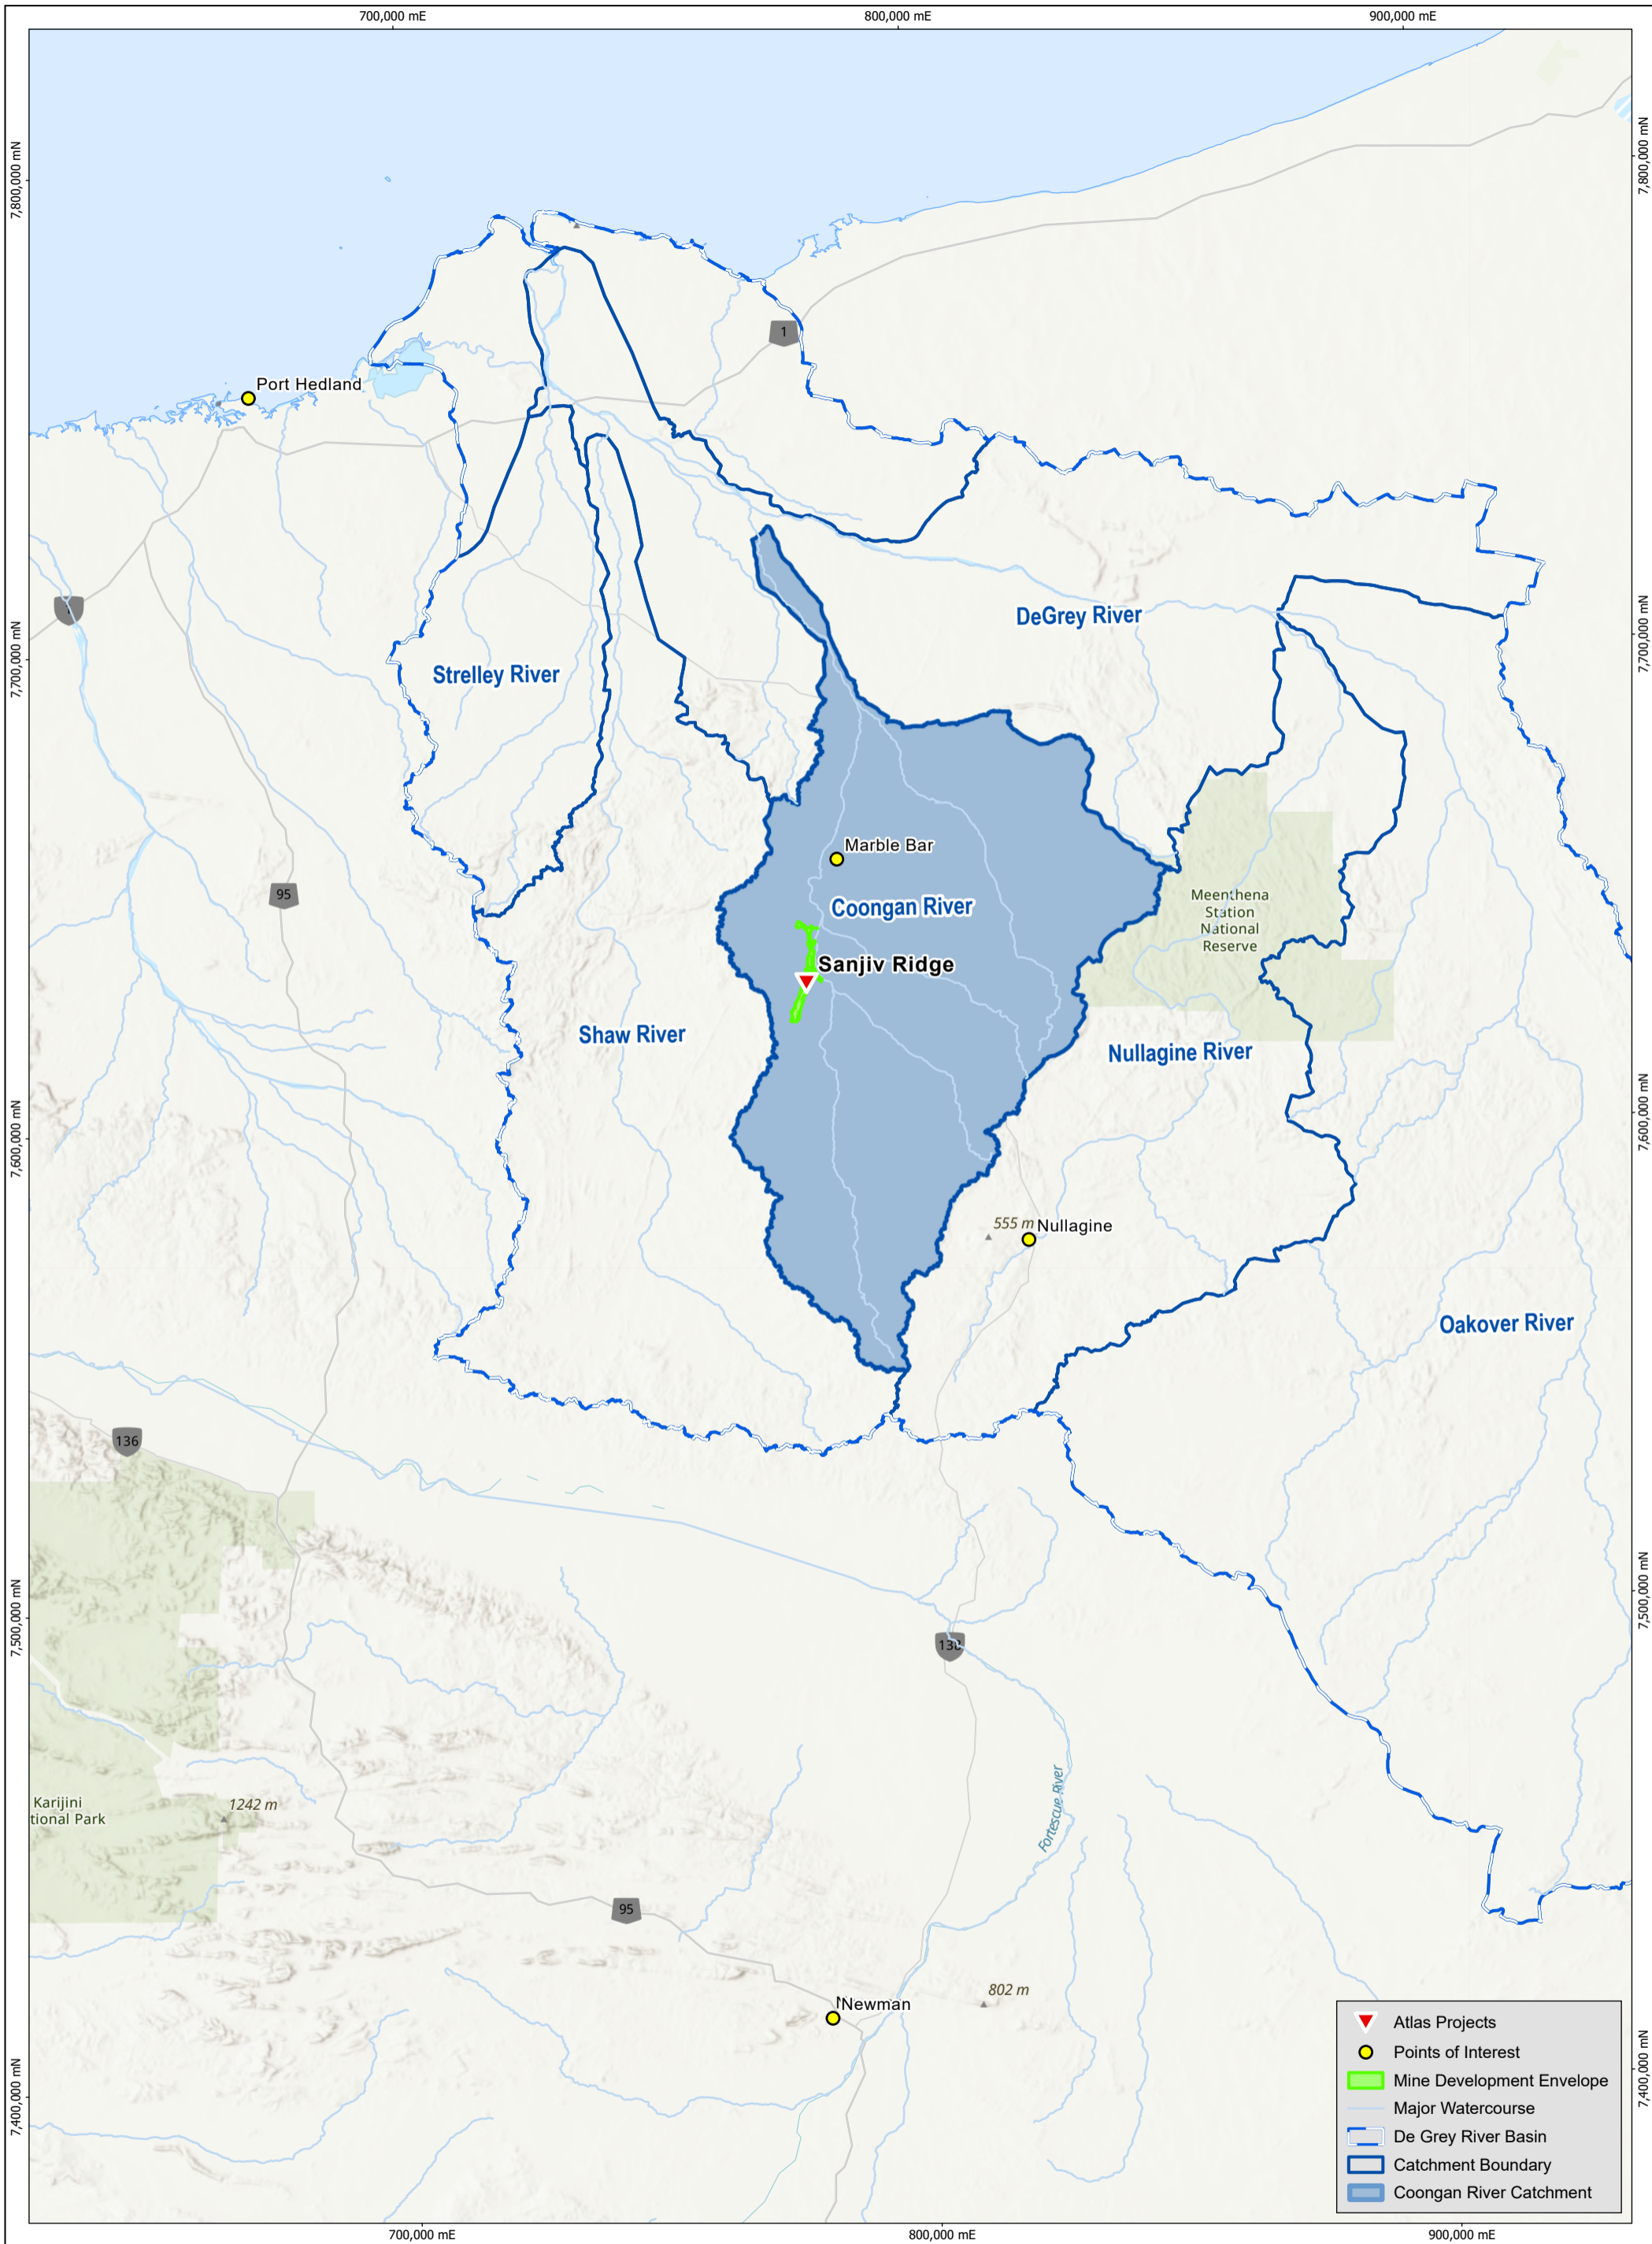 700,000 mE
800,000 mE
900,000 mE
7,800,000 mN
7,800,000 mN
1
Port Hedland
DeGrey River
7,700,000 mN
7,700,000 mN
Strelley River
Marble Bar
95
Meenthena
Station
National
Reserve
Coongan River
Sanjiv Ridge
Shaw River
Nullagine River
7,600,000 mN
7,600,000 mN
555 m
Nullagine
Oakover River
136
7,500,000 mN
7,500,000 mN
138
Fortescue River
Karijini
tional Park
1242 m
95
802 m
Newman
7,400,000 mN
7,400,000 mN
Atlas Projects
Points of Interest
Mine Development Envelope
Major Watercourse
De Grey River Basin
Catchment Boundary
Coongan River Catchment
700,000 mE
800,000 mE
900,000 mE